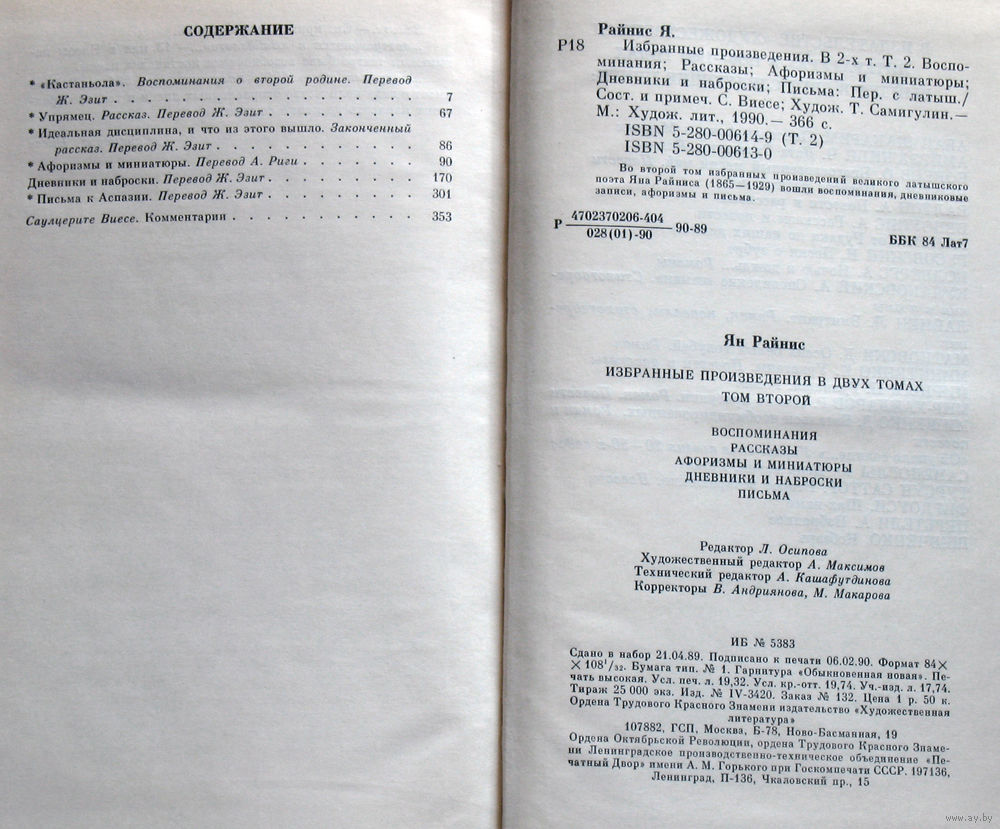 СОДЕРЖАНИЕ
* «Кастаньола». Воспоминания о второй родине. Перевод
Ж. Эзит . . . . . . . . . . . . . . . . . 7
* Упрямец. Рассказ. Перевод Ж. Эзит . . . . . . . . 67
* Идеальная дисциплина, и что из этого вышло. Законченный
рассказ. Перевод Ж. Эзит . . . . . . . . . . . 86
* Афоризмы и миниатюры. Перевод А. Риги . . . . . . 90
Дневники и наброски. Перевод Ж. Эзит . . . . . . . 170
* Письма к Аспазии. Перевод Ж. Эзит . . . . . . . . 301
Саулцерите Виесе. Комментарии . . . . . . . . . . 353
Райнис Я.
Р18
Избранные произведения. В 2-х т. Т. 2. Воспо-
минания; Рассказы; Афоризмы и миниатюры;
Дневники и наброски; Письма: Пер. с латыш./
Сост. и примеч. С. Виесе; Худож. Т. Самигулин.—
М.: Худож. лит., 1990.— 366 с.
ISBN 5-280-00614-9 (Т. 2)
ISBN 5-280-00613-0
Во второй том избранных произведений великого латышского
поэта Яна Райниса (1865—1929) вошли воспоминания, дневниковые
записи, афоризмы и письма.
Р 4702370206-404
028(01)-90 90-89
ББК 84 Лат7
Ян Райнис
ИЗБРАННЫЕ ПРОИЗВЕДЕНИЯ В ДВУХ ТОМАХ
ТОМ ВТОРОЙ
ВОСПОМИНАНИЯ
РАССКАЗЫ
АФОРИЗМЫ И МИНИАТЮРЫ
ДНЕВНИКИ И НАБРОСКИ
ПИСЬМА
Редактор Л. Осипова
Художественный редактор А. Максимов
Технический редактор А. Кашафутдинова
Корректоры В. Андриянова, М. Макарова
ИБ № 5383
Сдано в набор 21.04.89. Подписано к печати 06.02.90. Формат 84×
×108¹/₃₂. Бумага тип. № 1. Гарнитура «Обыкновенная новая». Пе-
чать высокая. Усл. печ. л. 19,32. Усл. кр.-отт. 19,74. Уч.-изд. л. 17,74.
Тираж 25 000 экз. Изд. № IV-3420. Заказ № 132. Цена 1 р. 50 к.
Ордена Трудового Красного Знамени издательство «Художественная
литература»
107882, ГСП, Москва, Б-78, Ново-Басманная, 19
Ордена Октябрьской Революции, ордена Трудового Красного Знаме-
ни Ленинградское производственно-техническое объединение «Пе-
чатный Двор» имени А. М. Горького при Госкомпечати СССР. 197136,
Ленинград, П-136, Чкаловский пр., 15
www.ay.by